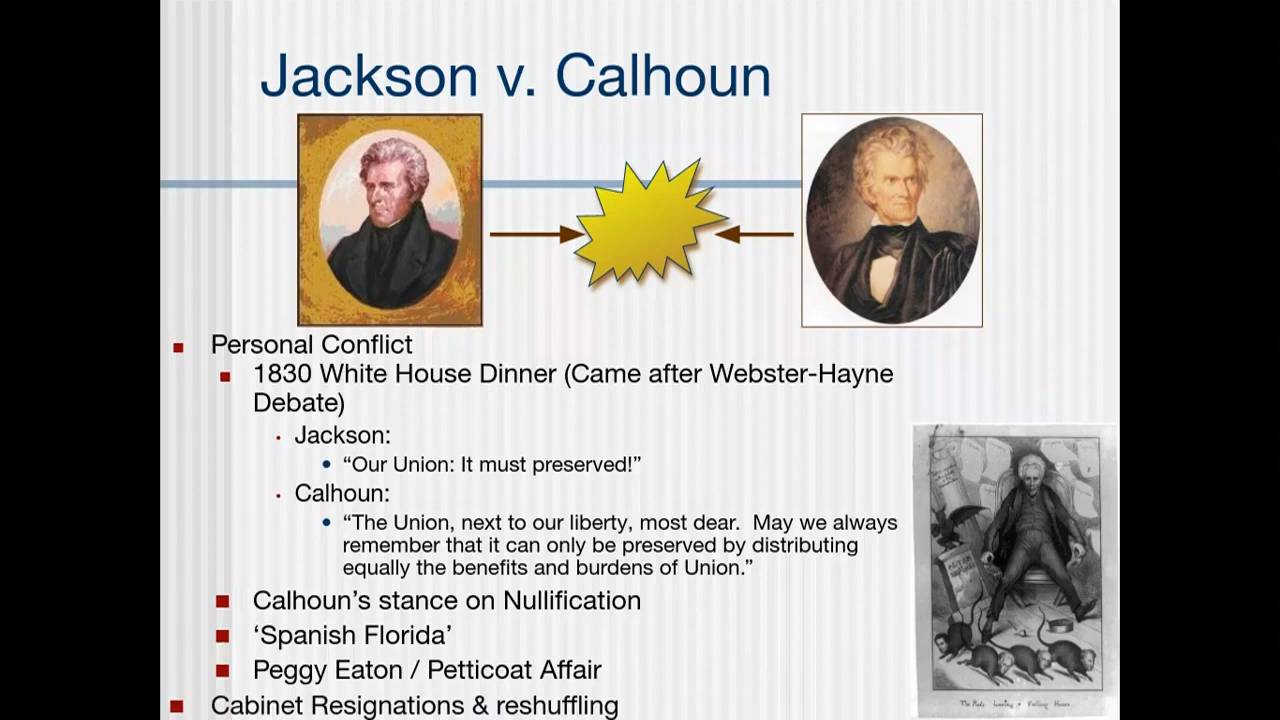 Jackson v. Calhoun
Personal Conflict
1830 White House Dinner (Came after Webster-Hayne
Debate)
Jackson:
“Our Union: It must preserved!”
Calhoun:
“The Union, next to our liberty, most dear. May we always
remember that it can only be preserved by distributing
equally the benefits and burdens of Union.”
Calhoun’s stance on Nullification
‘Spanish Florida’
Peggy Eaton / Petticoat Affair
Cabinet Resignations & reshuffling